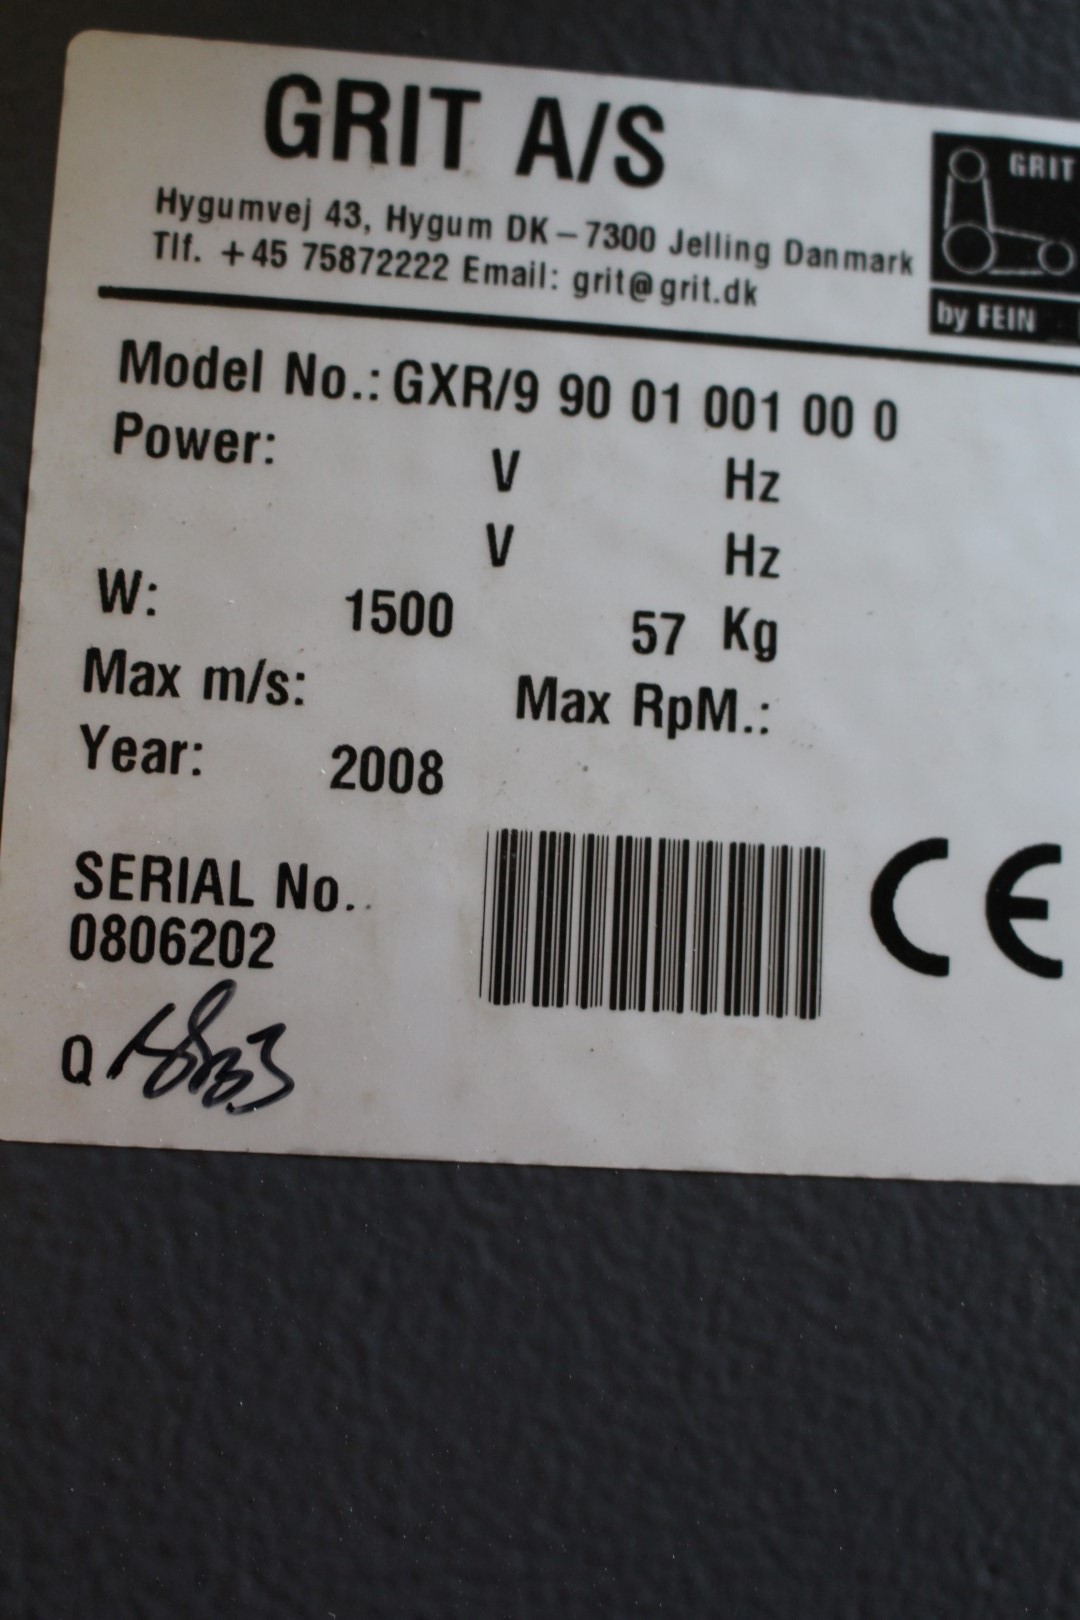 GRIT A/S
Hygumvej 43, Hygum DK-7300 Jelling Danmark
Tlf. +45 75872222 Email: grit@grit.dk
GRIT
by FEIN
Model No.: GXR/9 90 01 001 00 0
Power: V Hz
V Hz
W: 1500 57 Kg
Max m/s: Max RpM.:
Year: 2008
SERIAL No..
0806202
CE
Q